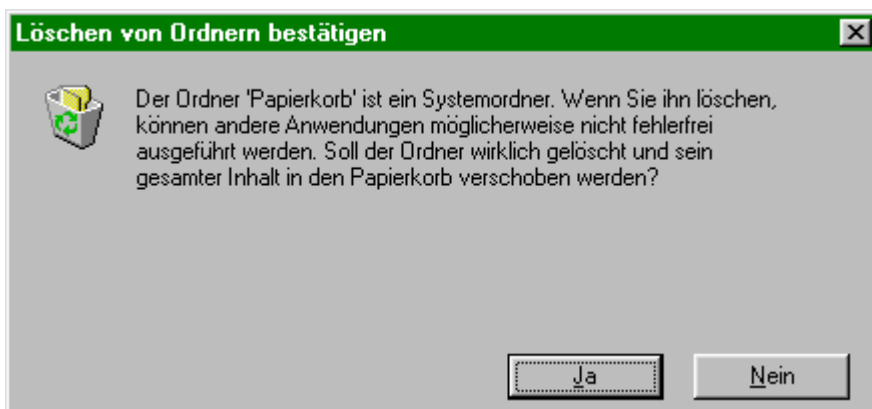 Löschen von Ordnern bestätigen
Der Ordner 'Papierkorb' ist ein Systemordner. Wenn Sie ihn löschen,
können andere Anwendungen möglicherweise nicht fehlerfrei
ausgeführt werden. Soll der Ordner wirklich gelöscht und sein
gesamter Inhalt in den Papierkorb verschoben werden?
Ja
Nein